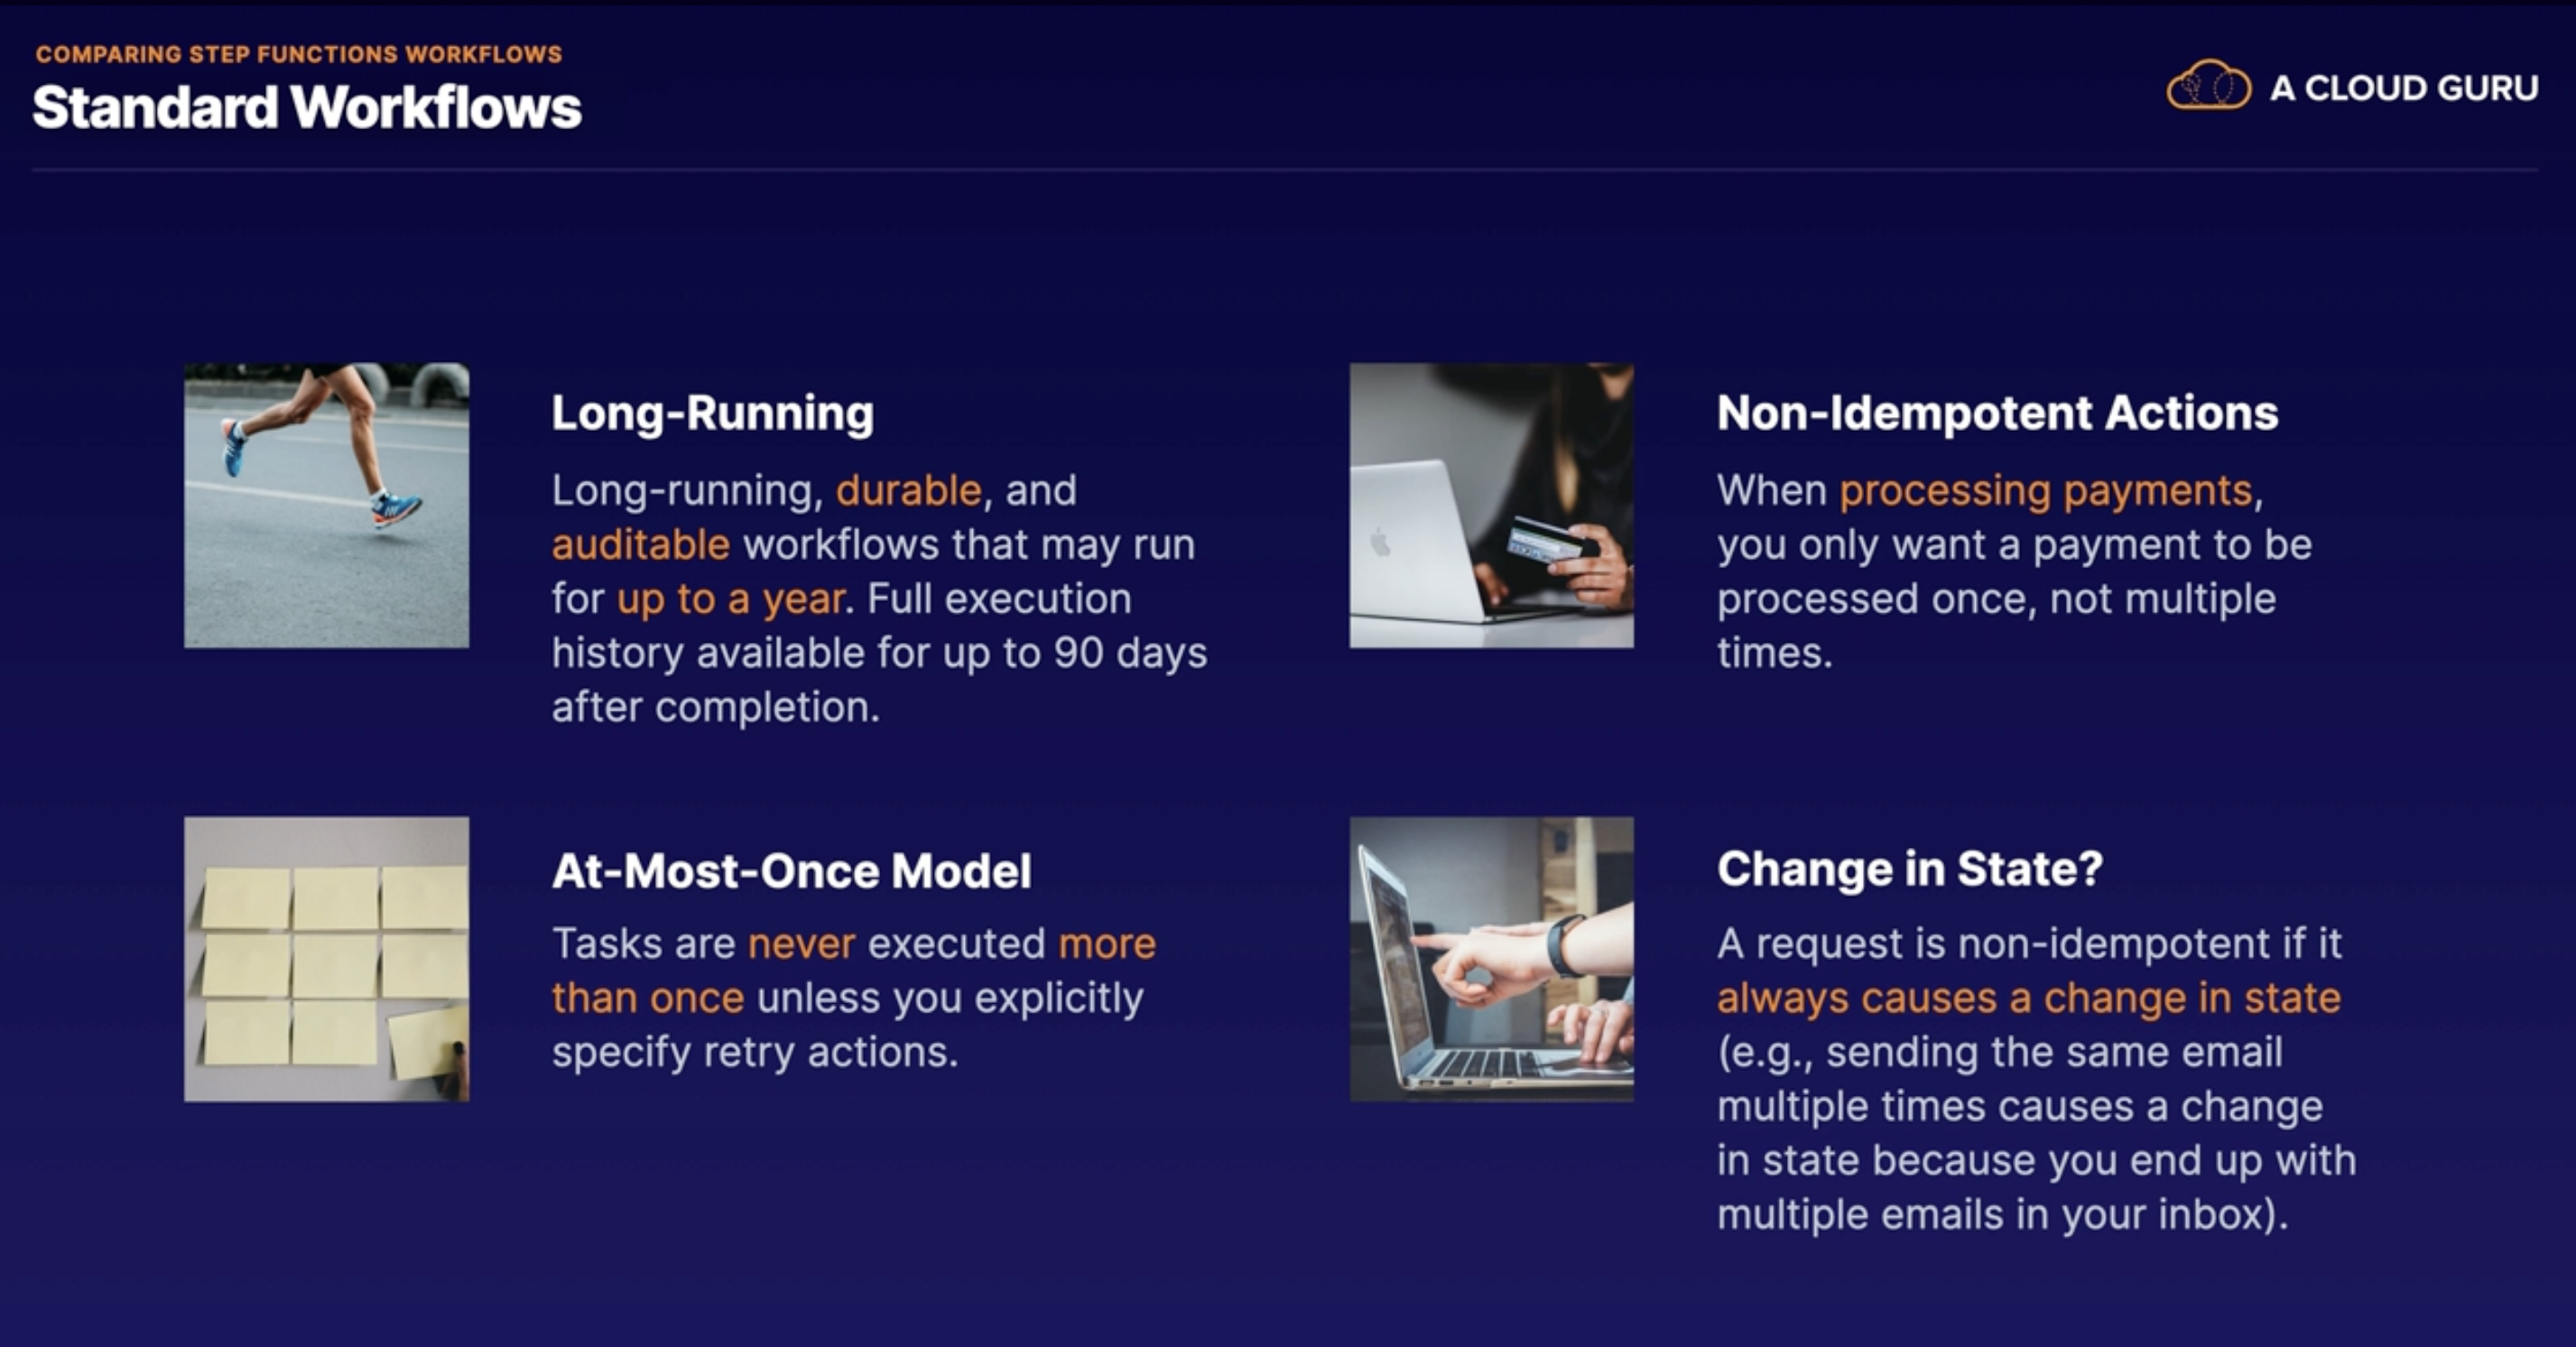 COMPARING STEP FUNCTIONS WORKFLOWS
Standard Workflows
A CLOUD GURU
Long-Running
Long-running, durable, and
auditable workflows that may run
for up to a year. Full execution
history available for up to 90 days
after completion.
Non-Idempotent Actions
When processing payments,
you only want a payment to be
processed once, not multiple
times.
At-Most-Once Model
Tasks are never executed more
than once unless you explicitly
specify retry actions.
Change in State?
A request is non-idempotent if it
always causes a change in state
(e.g., sending the same email
multiple times causes a change
in state because you end up with
multiple emails in your inbox).